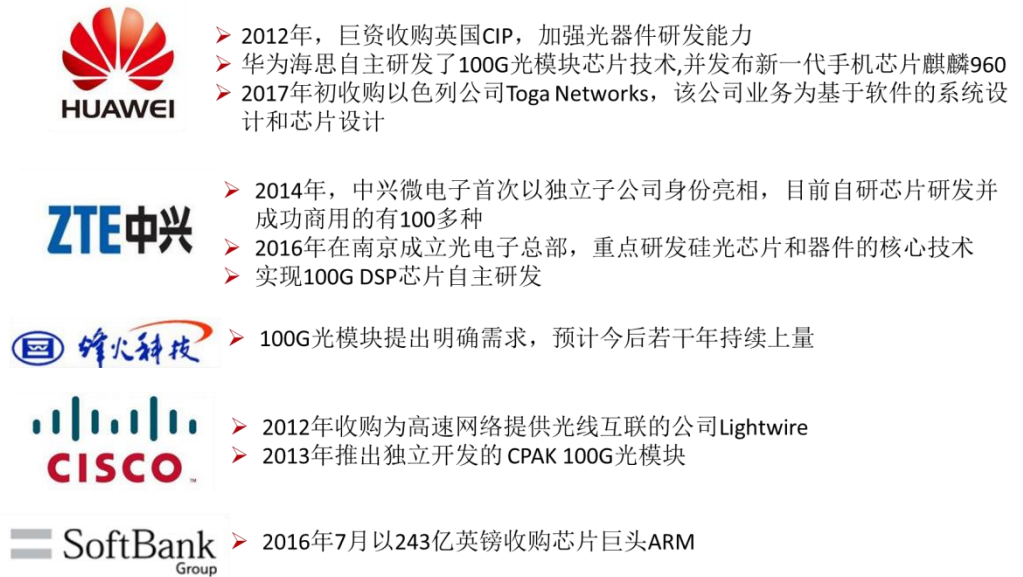 HUAWEI
2012年，巨资收购英国CIP，加强光器件研发能力
华为海思自主研发了100G光模块芯片技术,并发布新一代手机芯片麒麟960
2017年初收购以色列公司Toga Networks，该公司业务为基于软件的系统设
计和芯片设计
ZTE中兴
2014年，中兴微电子首次以独立子公司身份亮相，目前自研芯片研发并
成功商用的有100多种
2016年在南京成立光电子总部，重点研发硅光芯片和器件的核心技术
实现100G DSP芯片自主研发
烽火科技
100G光模块提出明确需求，预计今后若干年持续上量
CISCO
2012年收购为高速网络提供光线互联的公司Lightwire
2013年推出独立开发的 CPAK 100G光模块
SoftBank
Group
2016年7月以243亿英镑收购芯片巨头ARM